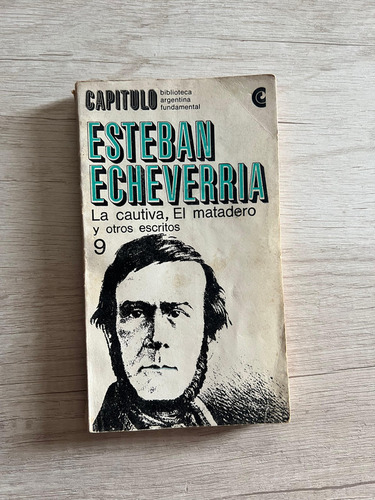 CAPITULO
biblioteca
argentina
fundamental
ESTEBAN
ECHEVERRIA
La cautiva, El matadero
y otros escritos
9